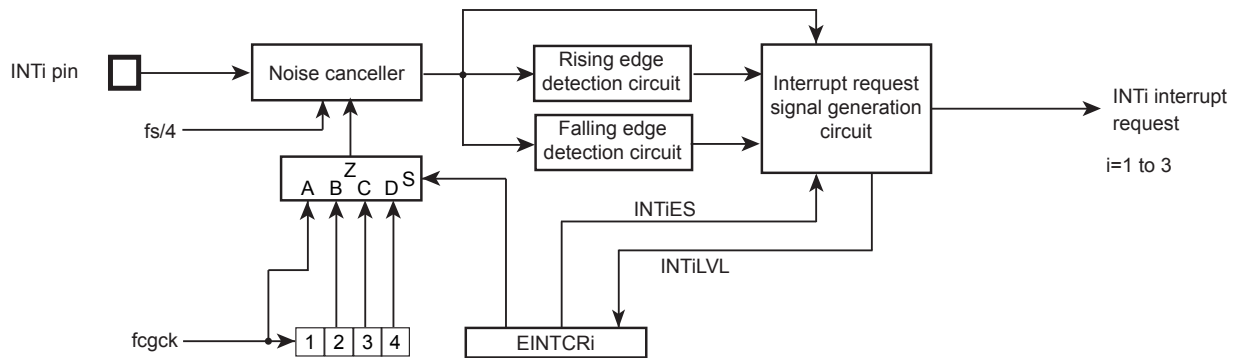 INTi pin
Noise canceller
Rising edge
detection circuit
Interrupt request
signal generation
circuit
INTi interrupt
request
i=1 to 3
fs/4
Falling edge
detection circuit
Z
S
A B C D
INTiES
INTiLVL
fcgck
1 2 3 4
EINTCRi